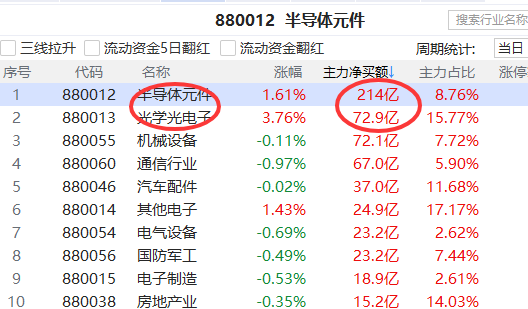 880012 半导体元件
搜索行业名称
三线拉升 流动资金5日翻红 流动资金翻红 周期统计: 当日
序号 代码 名称 涨幅 主力净买额↓ 主力占比 涨停
1 880012 半导体元件 1.61% 214亿 8.76%
2 880013 光学光电子 3.76% 72.9亿 15.77%
3 880055 机械设备 -0.11% 72.1亿 7.72%
4 880060 通信行业 -0.97% 67.0亿 5.90%
5 880046 汽车配件 -0.02% 37.0亿 11.68%
6 880014 其他电子 1.43% 24.9亿 17.17%
7 880054 电气设备 -0.69% 23.2亿 2.62%
8 880056 国防军工 -0.49% 23.2亿 7.44%
9 880015 电子制造 -0.53% 18.9亿 2.61%
10 880038 房地产业 -0.35% 15.2亿 14.03%